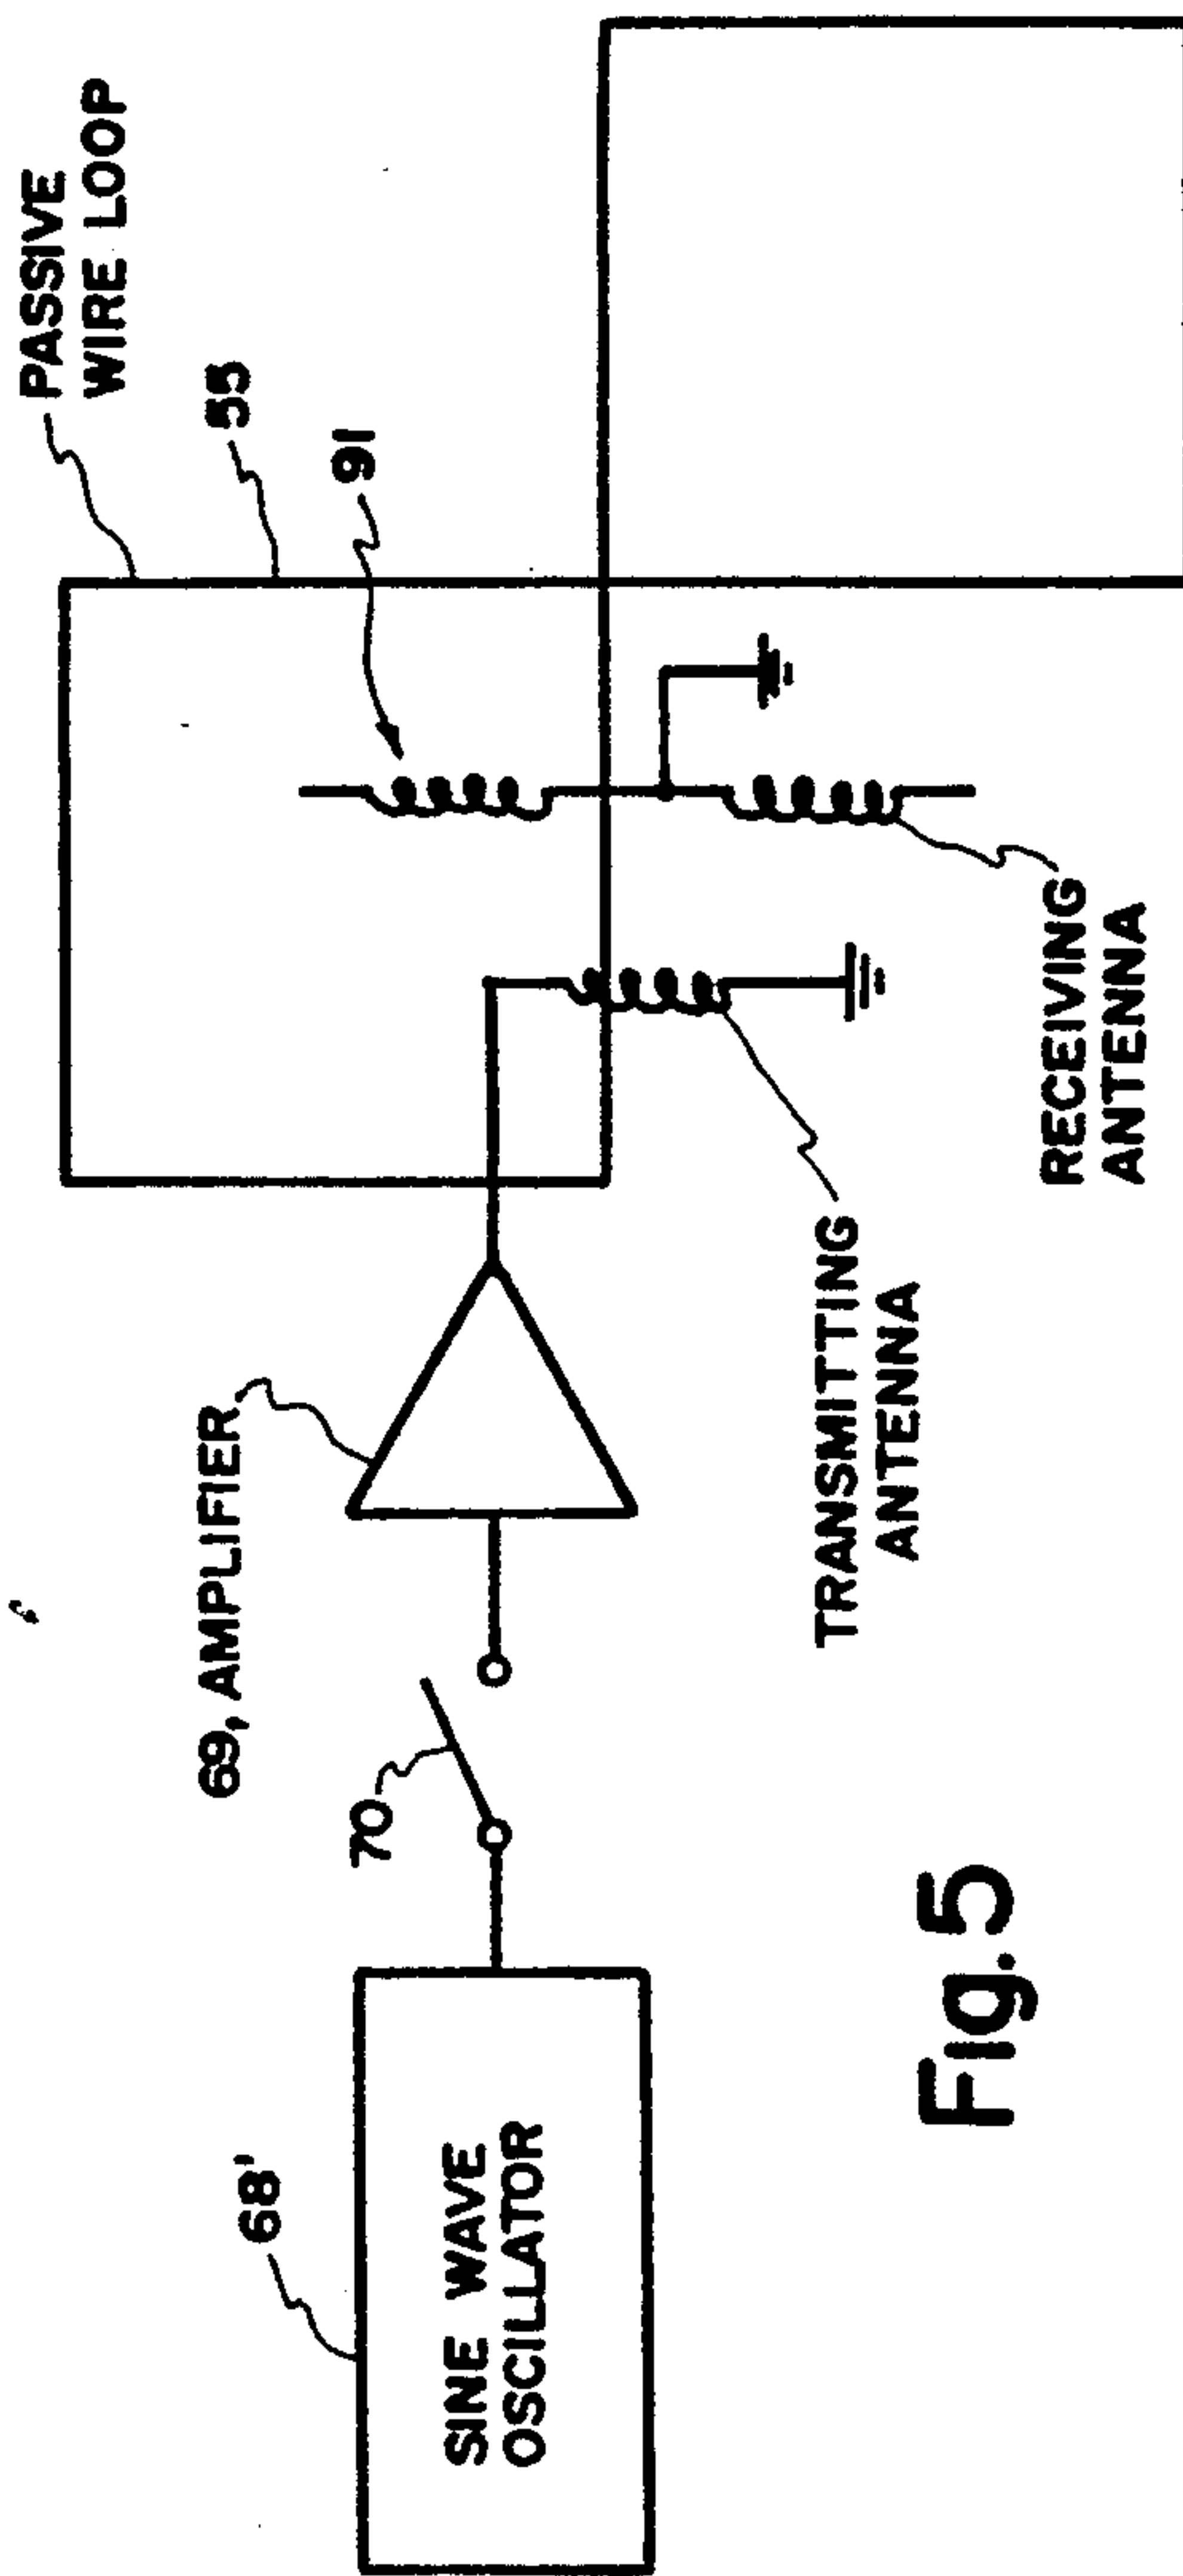 PASSIVE
WIRE LOOP
55
91
69, AMPLIFIER
70
68'
SINE WAVE
OSCILLATOR
TRANSMITTING
ANTENNA
RECEIVING
ANTENNA
Fig.5